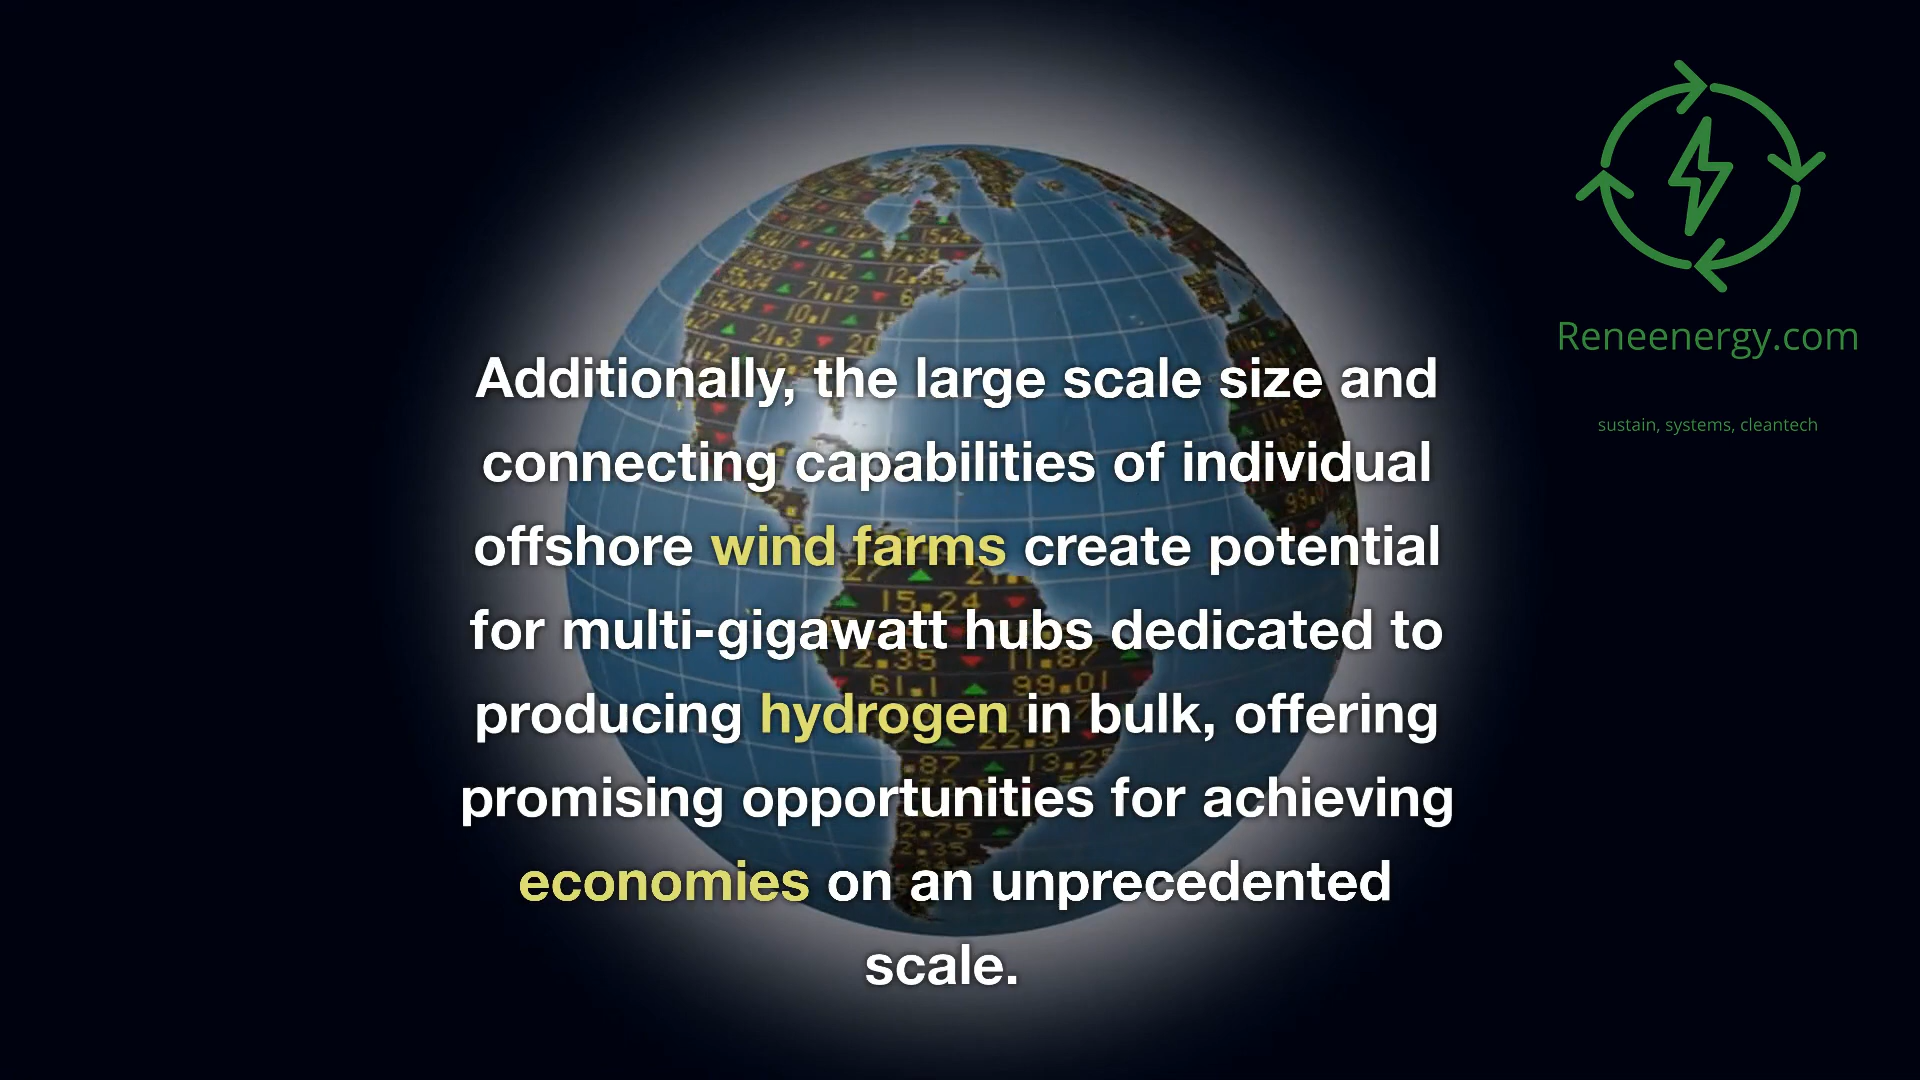 Reneenergy.com
sustain, systems, cleantech
Additionally, the large scale size and
connecting capabilities of individual
offshore wind farms create potential
for multi-gigawatt hubs dedicated to
producing hydrogen in bulk, offering
promising opportunities for achieving
economies on an unprecedented
scale.